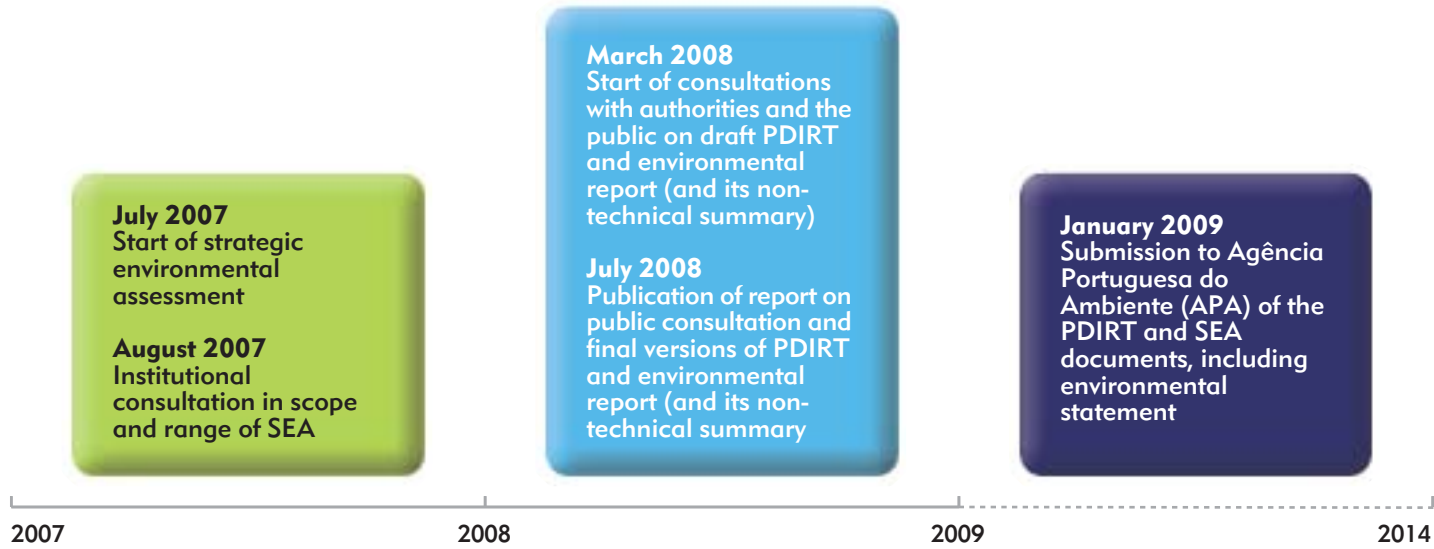 July 2007
Start of strategic
environmental
assessment
August 2007
Institutional
consultation in scope
and range of SEA
March 2008
Start of consultations
with authorities and the
public on draft PDIRT
and environmental
report (and its non-
technical summary)
July 2008
Publication of report on
public consultation and
final versions of PDIRT
and environmental
report (and its non-
technical summary
January 2009
Submission to Agência
Portuguesa do
Ambiente (APA) of the
PDIRT and SEA
documents, including
environmental
statement
2007
2008
2009
2014